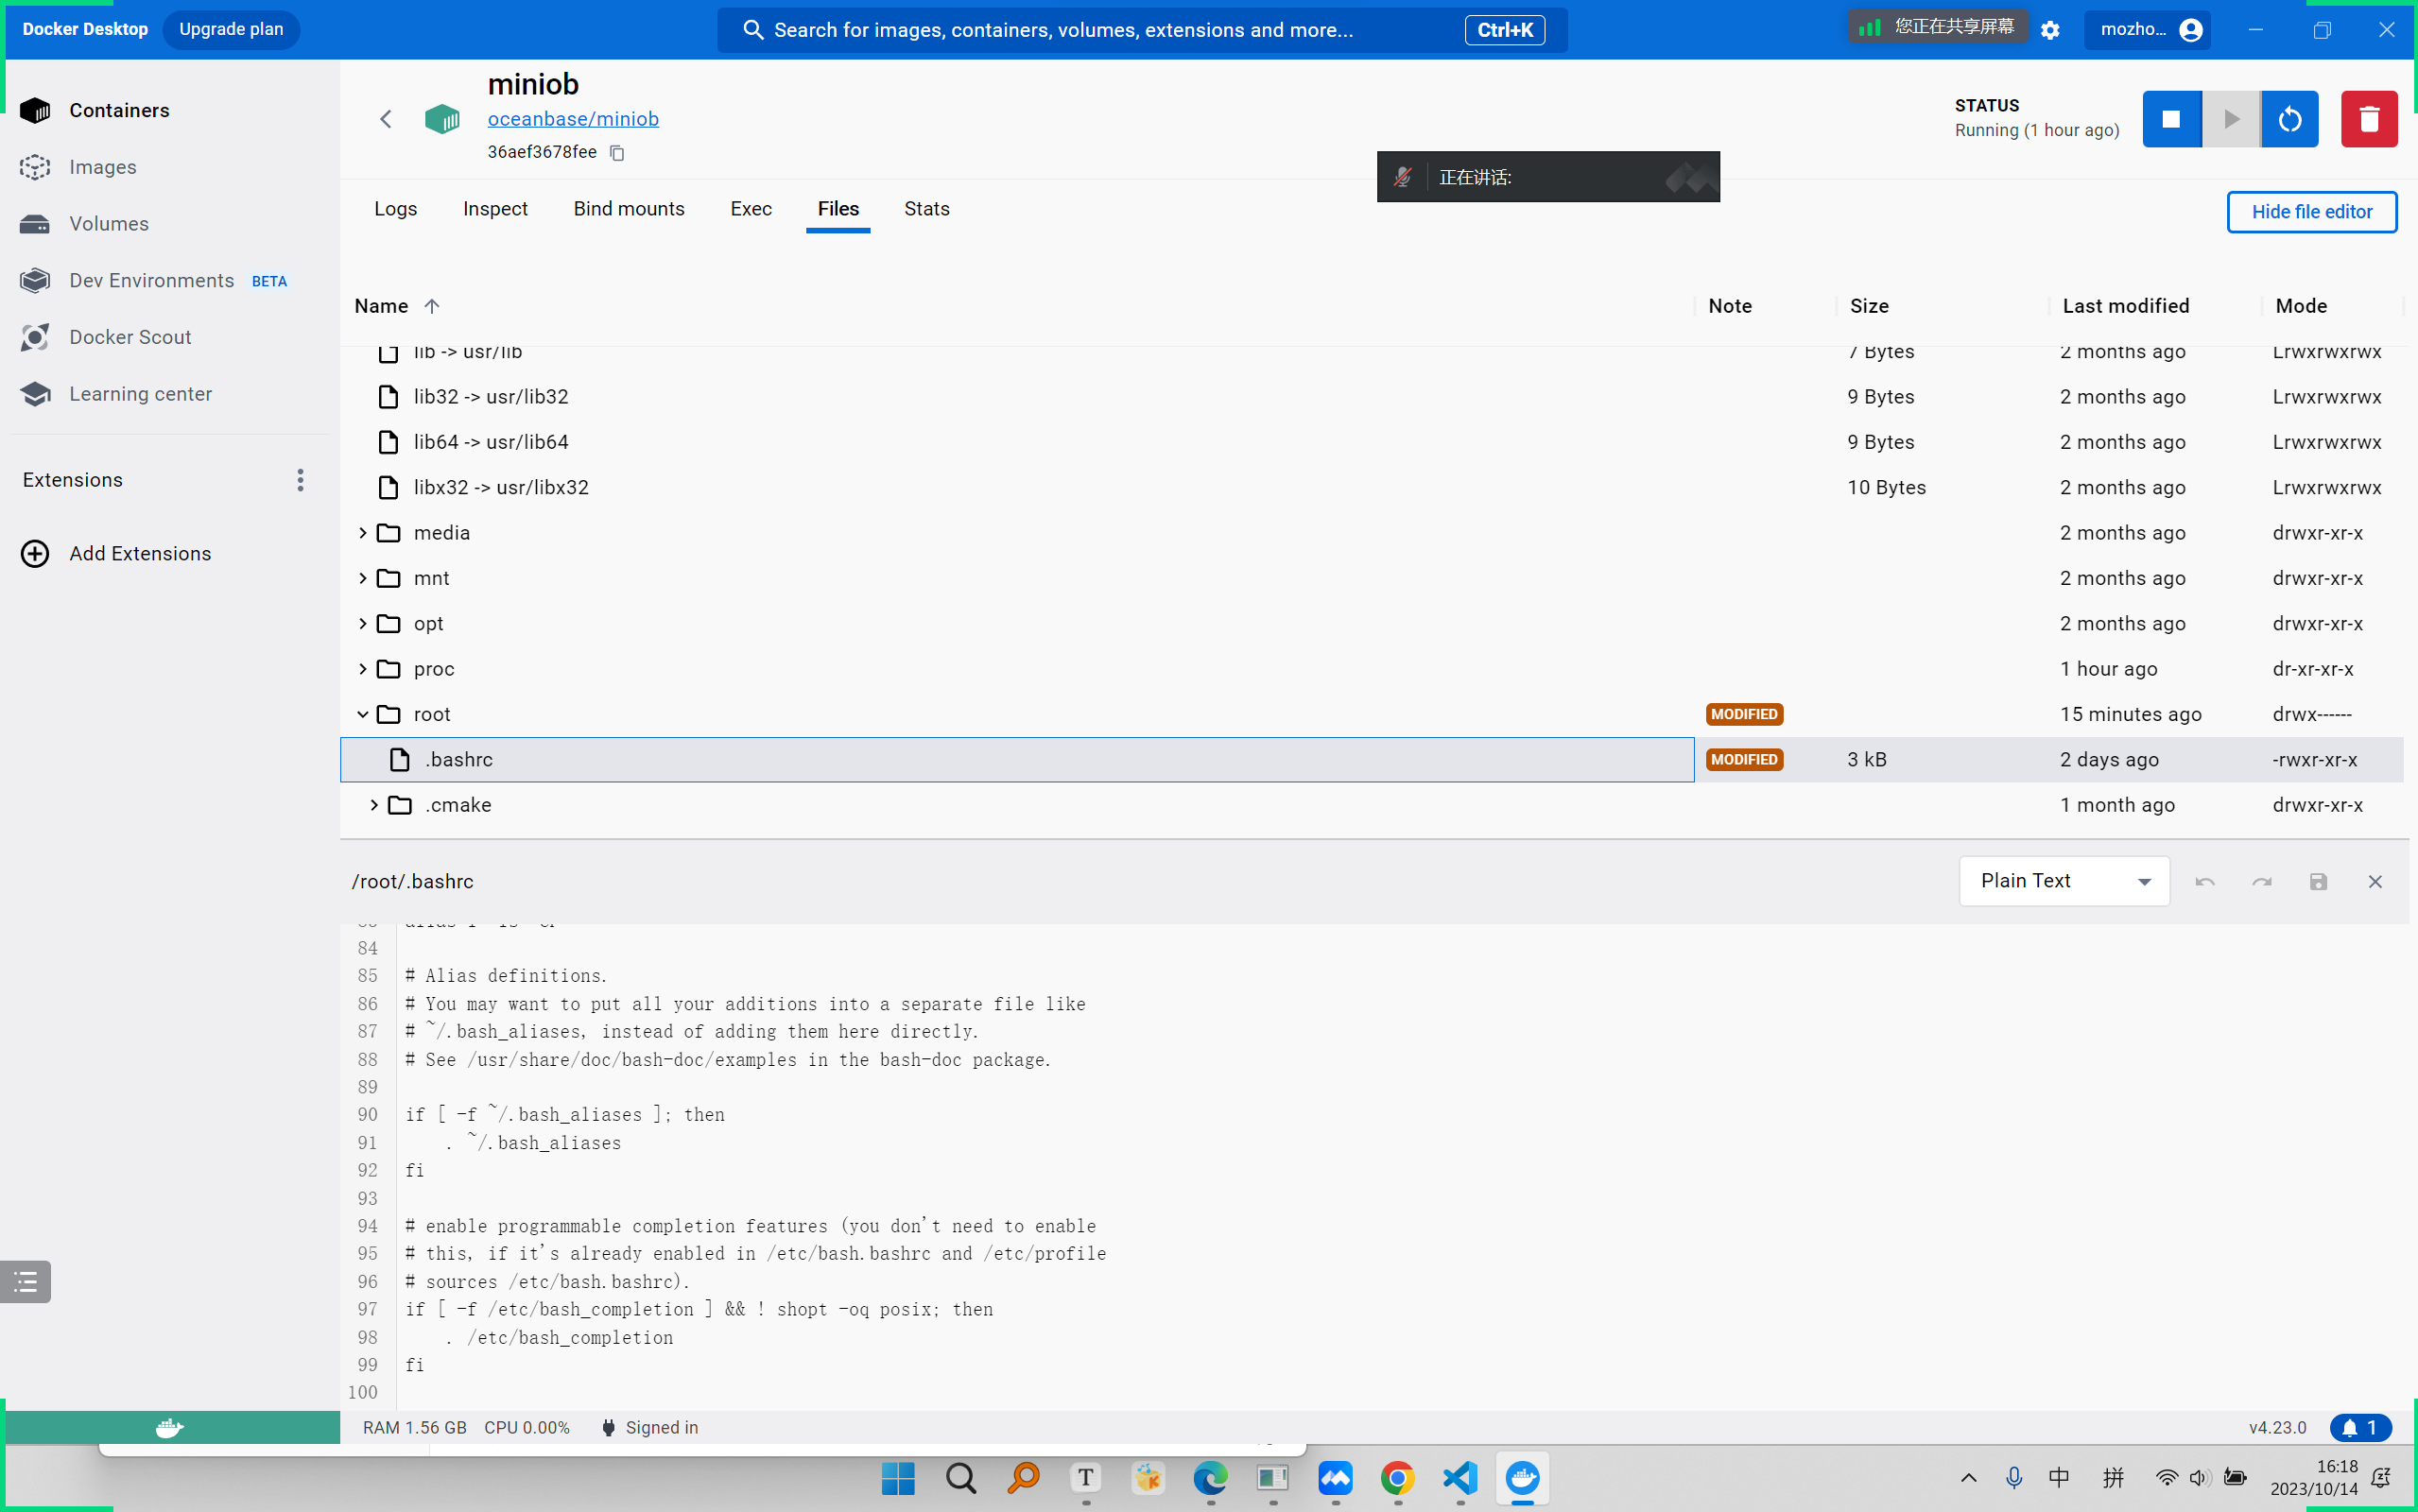 Docker Desktop Upgrade plan Search for images, containers, volumes, extensions and more... Ctrl+K 您正在共享屏幕 mozho...
Containers
Images
Volumes
Dev Environments BETA
Docker Scout
Learning center
Extensions
Add Extensions
miniob
oceanbase/miniob
36aef3678fee
STATUS
Running (1 hour ago)
正在讲话:
Logs Inspect Bind mounts Exec Files Stats
Hide file editor
Name Note Size Last modified Mode
lib -> usr/lib 7 Bytes 2 months ago Lrwxrwxrwx
lib32 -> usr/lib32 9 Bytes 2 months ago Lrwxrwxrwx
lib64 -> usr/lib64 9 Bytes 2 months ago Lrwxrwxrwx
libx32 -> usr/libx32 10 Bytes 2 months ago Lrwxrwxrwx
media 2 months ago drwxr-xr-x
mnt 2 months ago drwxr-xr-x
opt 2 months ago drwxr-xr-x
proc 1 hour ago dr-xr-xr-x
root MODIFIED 15 minutes ago drwx------
.bashrc MODIFIED 3 kB 2 days ago -rwxr-xr-x
.cmake 1 month ago drwxr-xr-x
/root/.bashrc Plain Text
84
85 # Alias definitions.
86 # You may want to put all your additions into a separate file like
87 # ~/.bash_aliases, instead of adding them here directly.
88 # See /usr/share/doc/bash-doc/examples in the bash-doc package.
89
90 if [ -f ~/.bash_aliases ]; then
91 . ~/.bash_aliases
92 fi
93
94 # enable programmable completion features (you don't need to enable
95 # this, if it's already enabled in /etc/bash.bashrc and /etc/profile
96 # sources /etc/bash.bashrc).
97 if [ -f /etc/bash_completion ] && ! shopt -oq posix; then
98 . /etc/bash_completion
99 fi
100
RAM 1.56 GB CPU 0.00% Signed in v4.23.0 1
T 中 拼 16:18
2023/10/14